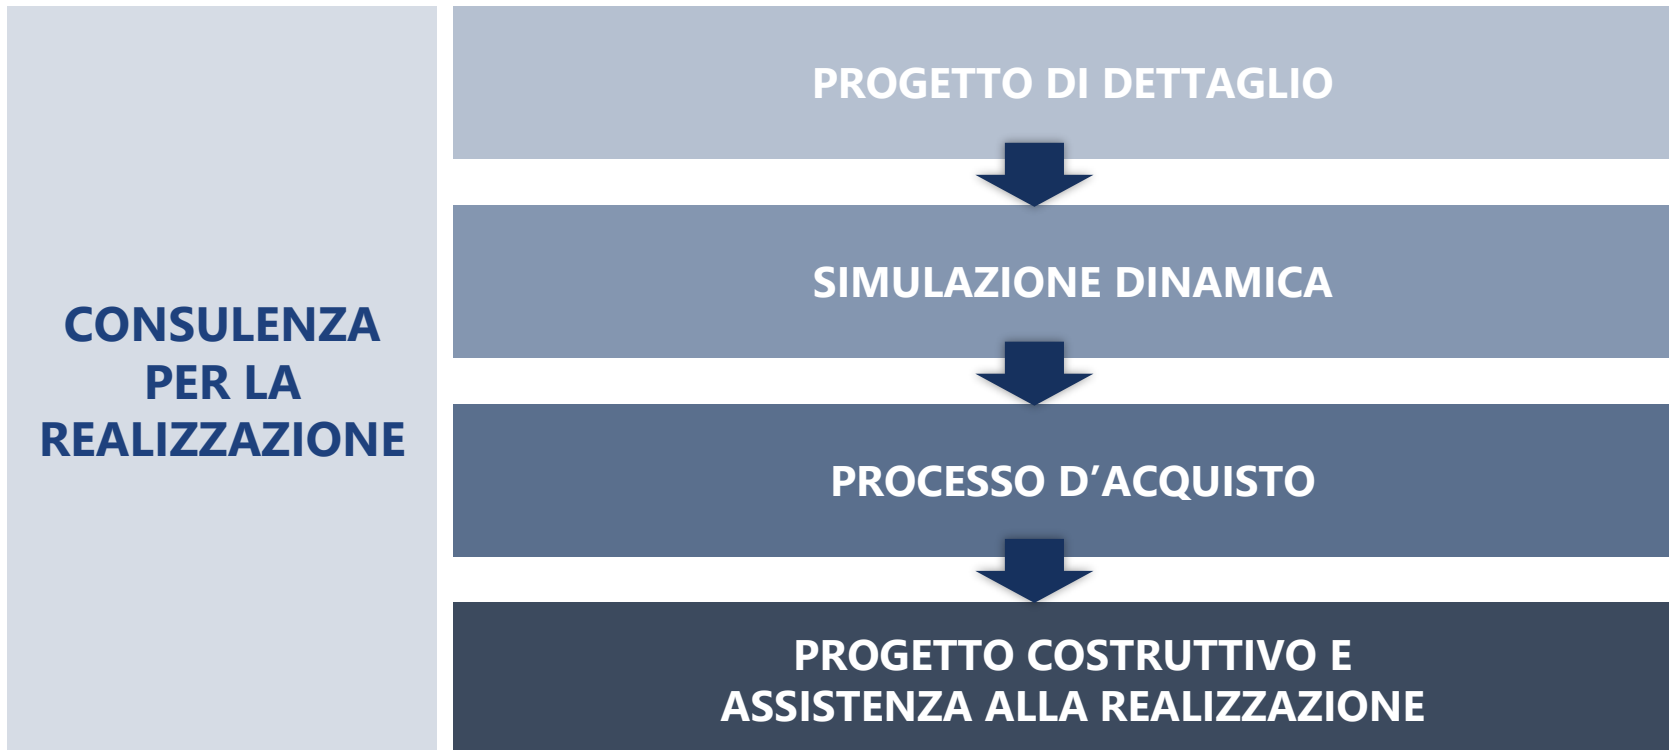 CONSULENZA
PER LA
REALIZZAZIONE
PROGETTO DI DETTAGLIO
SIMULAZIONE DINAMICA
PROCESSO D’ACQUISTO
PROGETTO COSTRUTTIVO E
ASSISTENZA ALLA REALIZZAZIONE